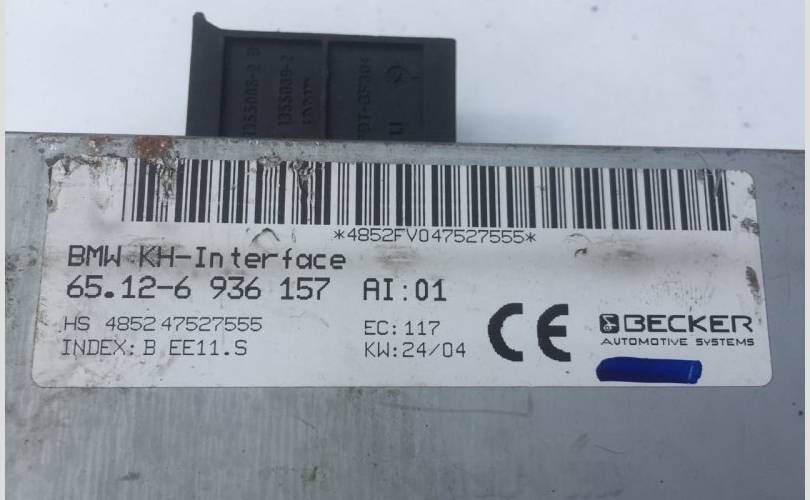 *4852FV047527555*
BMW KH-Interface
65.12-6 936 157 AI:01
HS 4852 47527555 EC:117
INDEX: B EE11.S KW:24/04
CE
BECKER
AUTOMOTIVE SYSTEMS